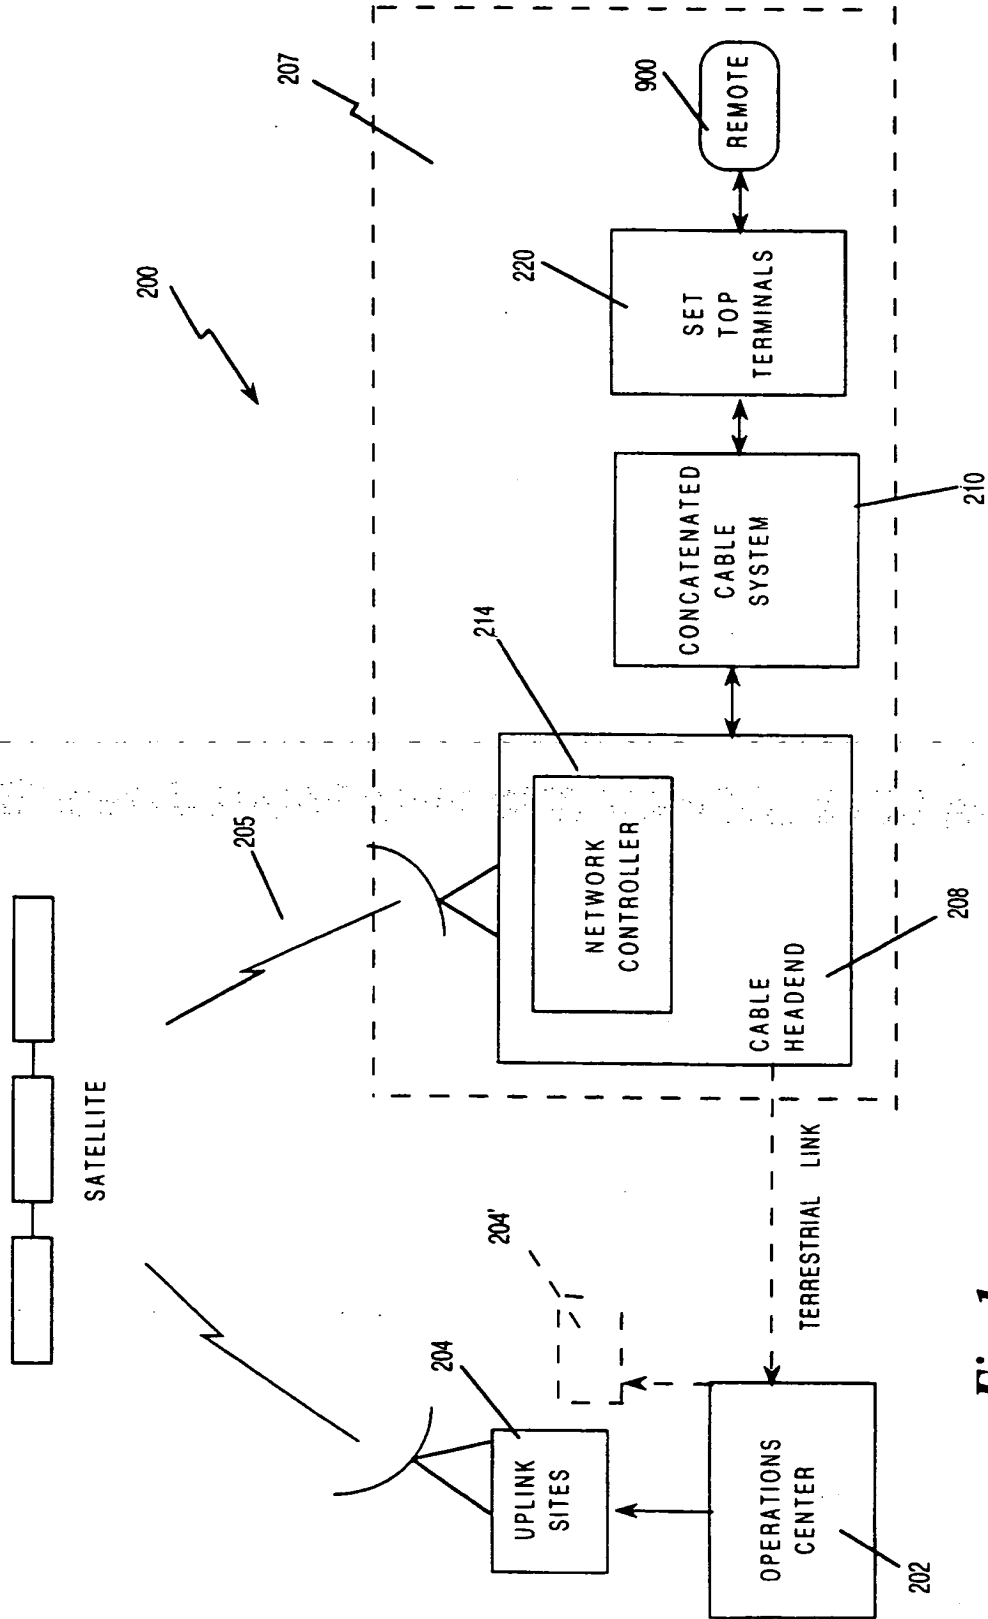 200
207
SATELLITE
205
204
204'
214
220
900
UPLINK
SITES
NETWORK
CONTROLLER
CABLE
HEADEND
CONCATENATED
CABLE
SYSTEM
SET
TOP
TERMINALS
REMOTE
OPERATIONS
CENTER
TERRESTRIAL LINK
202
208
210